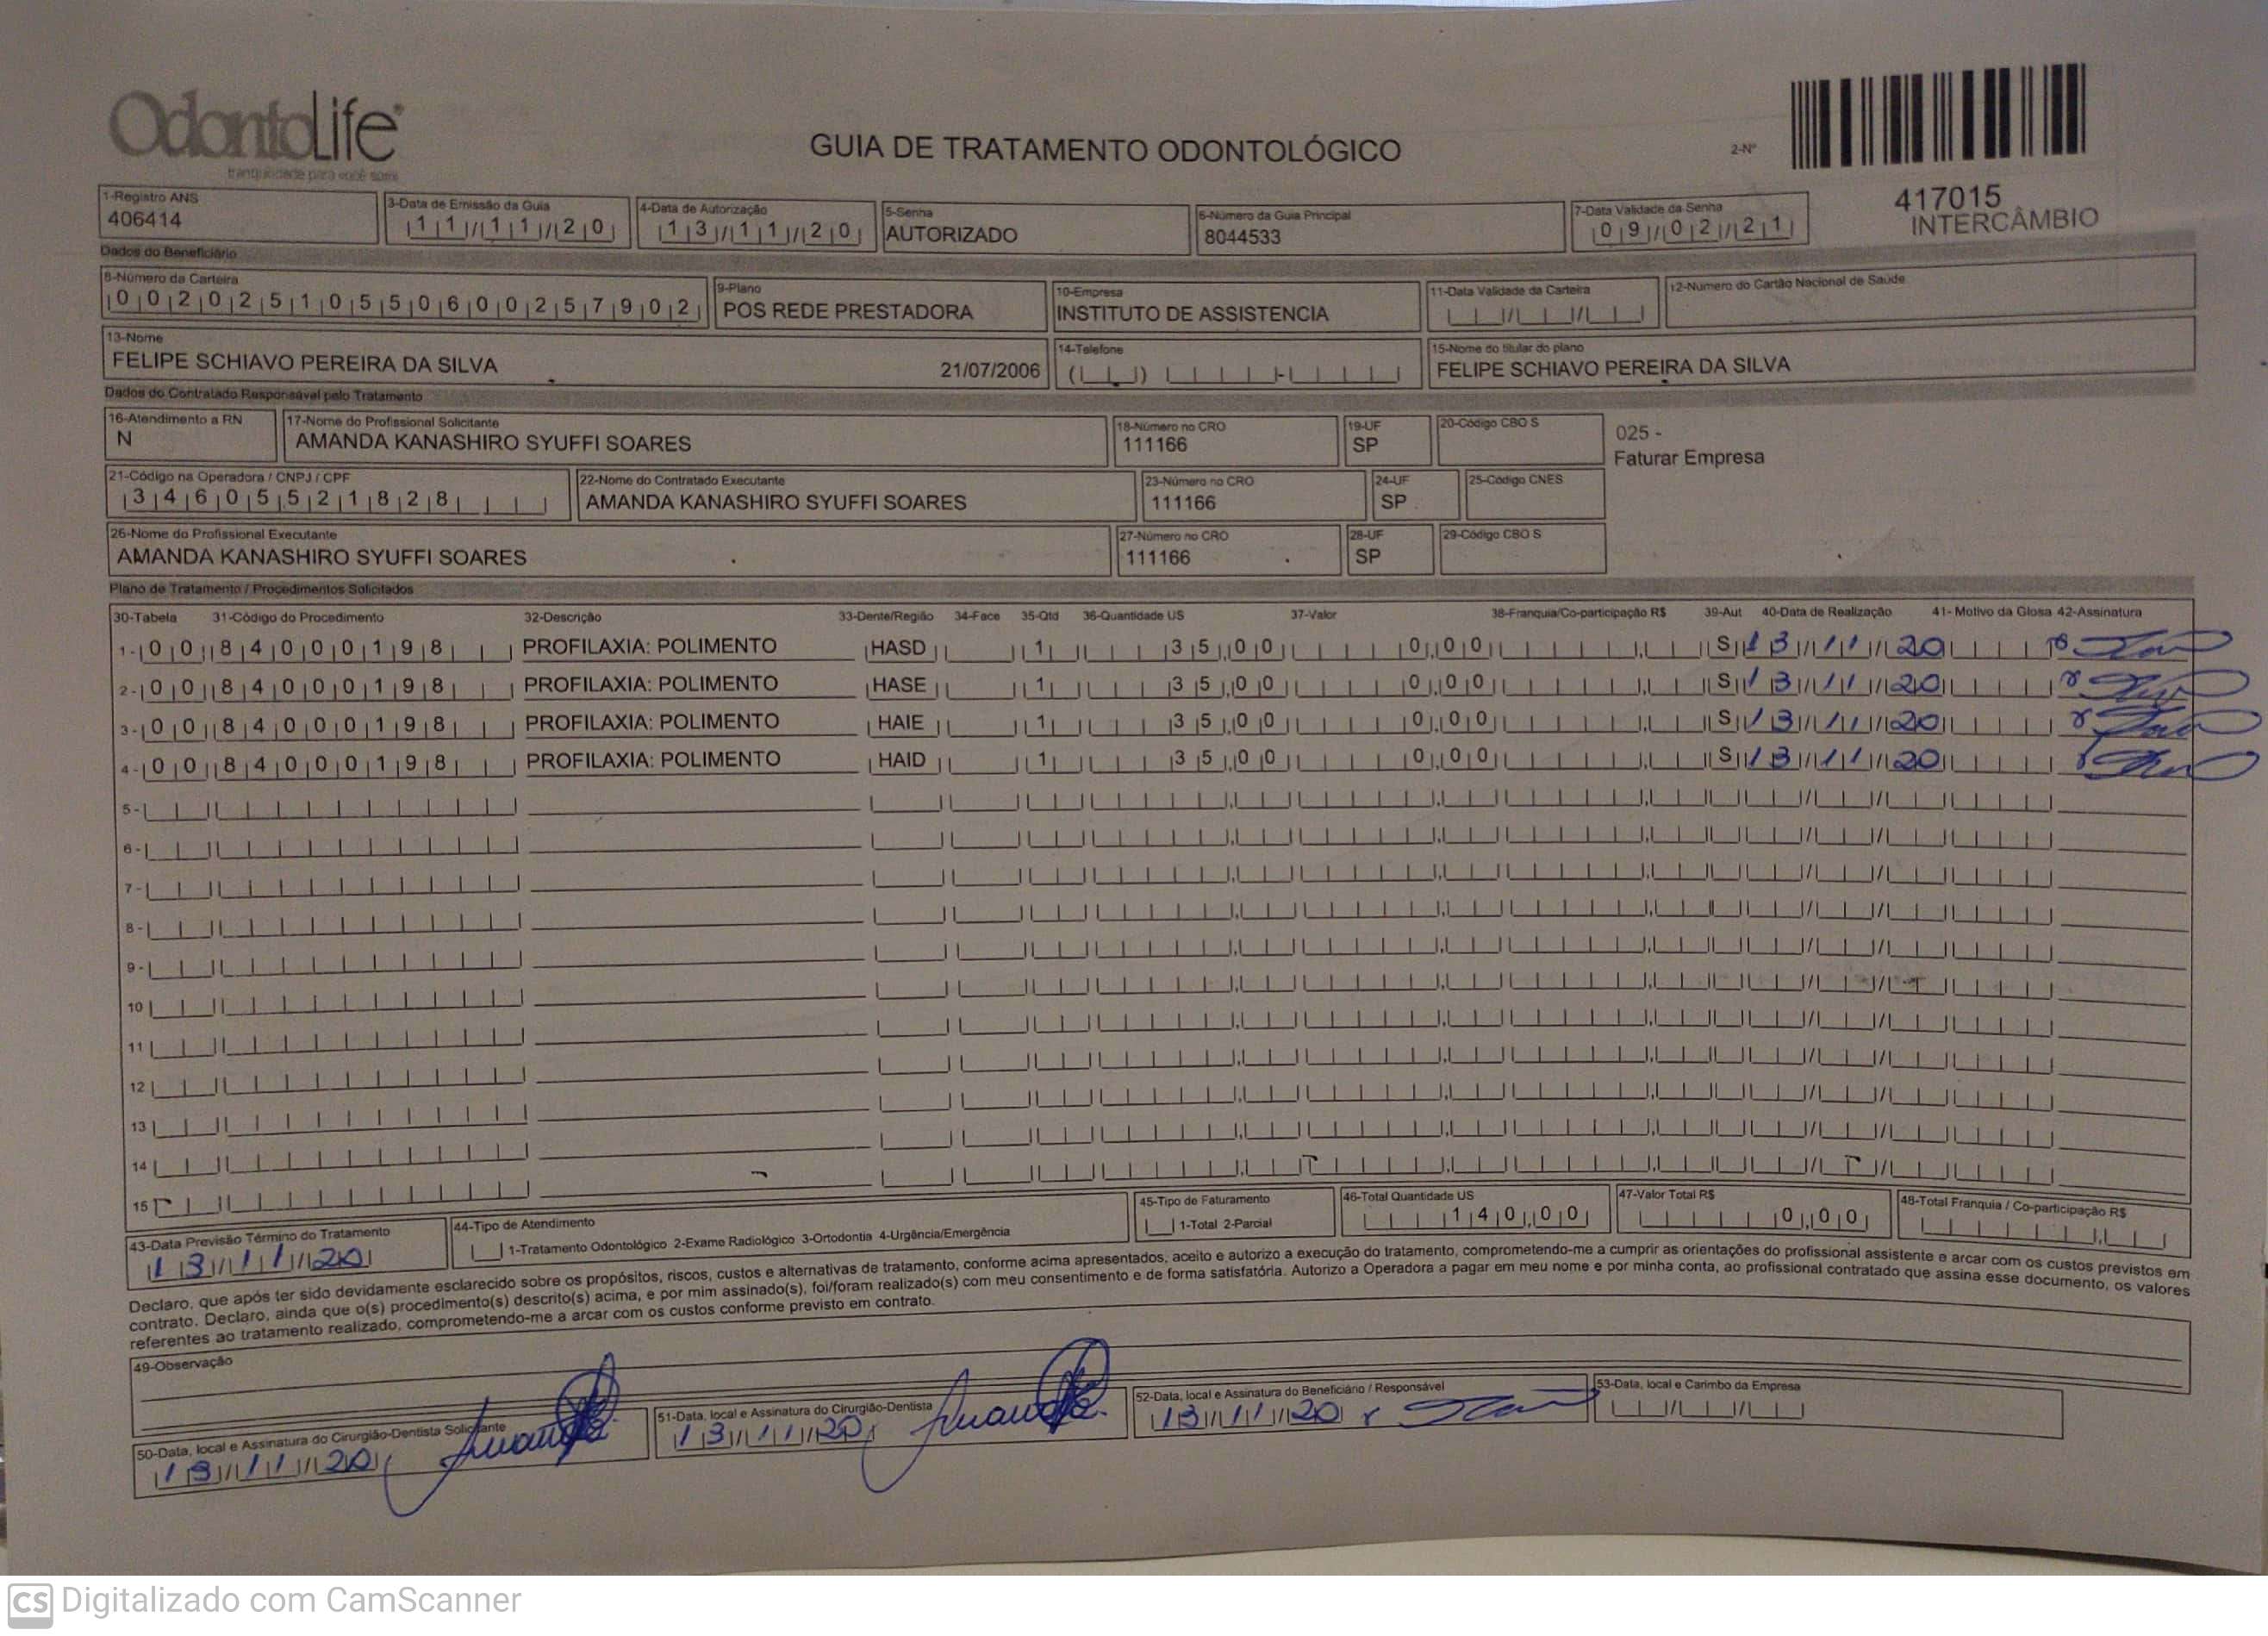 OdontoLife
tranquilidade para você sorrir
GUIA DE TRATAMENTO ODONTOLÓGICO
2-Nº
417015
INTERCÂMBIO
1-Registro ANS 3-Data de Emissão da Guia 4-Data de Autorização 5-Senha 6-Número da Guia Principal 7-Data Validade da Senha
406414 11/11/20 13/11/20 AUTORIZADO 8044533 09/02/21
Dados do Beneficiário
8-Número da Carteira 9-Plano 10-Empresa 11-Data Validade da Carteira 12-Número do Cartão Nacional de Saúde
00202510550600257902 POS REDE PRESTADORA INSTITUTO DE ASSISTENCIA
13-Nome 14-Telefone 15-Nome do titular do plano
FELIPE SCHIAVO PEREIRA DA SILVA 21/07/2006 FELIPE SCHIAVO PEREIRA DA SILVA
Dados do Contratado Responsável pelo Tratamento
16-Atendimento a RN 17-Nome do Profissional Solicitante 18-Número no CRO 19-UF 20-Código CBO S
N AMANDA KANASHIRO SYUFFI SOARES 111166 SP
025 -
Faturar Empresa
21-Código na Operadora / CNPJ / CPF 22-Nome do Contratado Executante 23-Número no CRO 24-UF 25-Código CNES
34605521828 AMANDA KANASHIRO SYUFFI SOARES 111166 SP
26-Nome do Profissional Executante 27-Número no CRO 28-UF 29-Código CBO S
AMANDA KANASHIRO SYUFFI SOARES 111166 SP
Plano de Tratamento / Procedimentos Solicitados
30-Tabela 31-Código do Procedimento 32-Descrição 33-Dente/Região 34-Face 35-Qtd 36-Quantidade US 37-Valor 38-Franquia/Co-participação R$ 39-Aut 40-Data de Realização 41- Motivo da Glosa 42-Assinatura
1- 00 84000198 PROFILAXIA: POLIMENTO HASD 1 35,00 0,00 S 13/11/20
2- 00 84000198 PROFILAXIA: POLIMENTO HASE 1 35,00 0,00 S 13/11/20
3- 00 84000198 PROFILAXIA: POLIMENTO HAIE 1 35,00 0,00 S 13/11/20
4- 00 84000198 PROFILAXIA: POLIMENTO HAID 1 35,00 0,00 S 13/11/20
5-
6-
7-
8-
9-
10
11
12
13
14
15
43-Data Previsão Término do Tratamento 44-Tipo de Atendimento 45-Tipo de Faturamento 46-Total Quantidade US 47-Valor Total R$ 48-Total Franquia / Co-participação R$
13/11/20 1-Tratamento Odontológico 2-Exame Radiológico 3-Ortodontia 4-Urgência/Emergência 1-Total 2-Parcial 140,00 0,00
Declaro, que após ter sido devidamente esclarecido sobre os propósitos, riscos, custos e alternativas de tratamento, conforme acima apresentados, aceito e autorizo a execução do tratamento, comprometendo-me a cumprir as orientações do profissional assistente e arcar com os custos previstos em
contrato. Declaro, ainda que o(s) procedimento(s) descrito(s) acima, e por mim assinado(s), foi/foram realizado(s) com meu consentimento e de forma satisfatória. Autorizo a Operadora a pagar em meu nome e por minha conta, ao profissional contratado que assina esse documento, os valores
referentes ao tratamento realizado, comprometendo-me a arcar com os custos conforme previsto em contrato.
49-Observação
50-Data, local e Assinatura do Cirurgião-Dentista Solicitante 51-Data, local e Assinatura do Cirurgião-Dentista 52-Data, local e Assinatura do Beneficiário / Responsável 53-Data, local e Carimbo da Empresa
13/11/20 13/11/20 13/11/20
CS Digitalizado com CamScanner